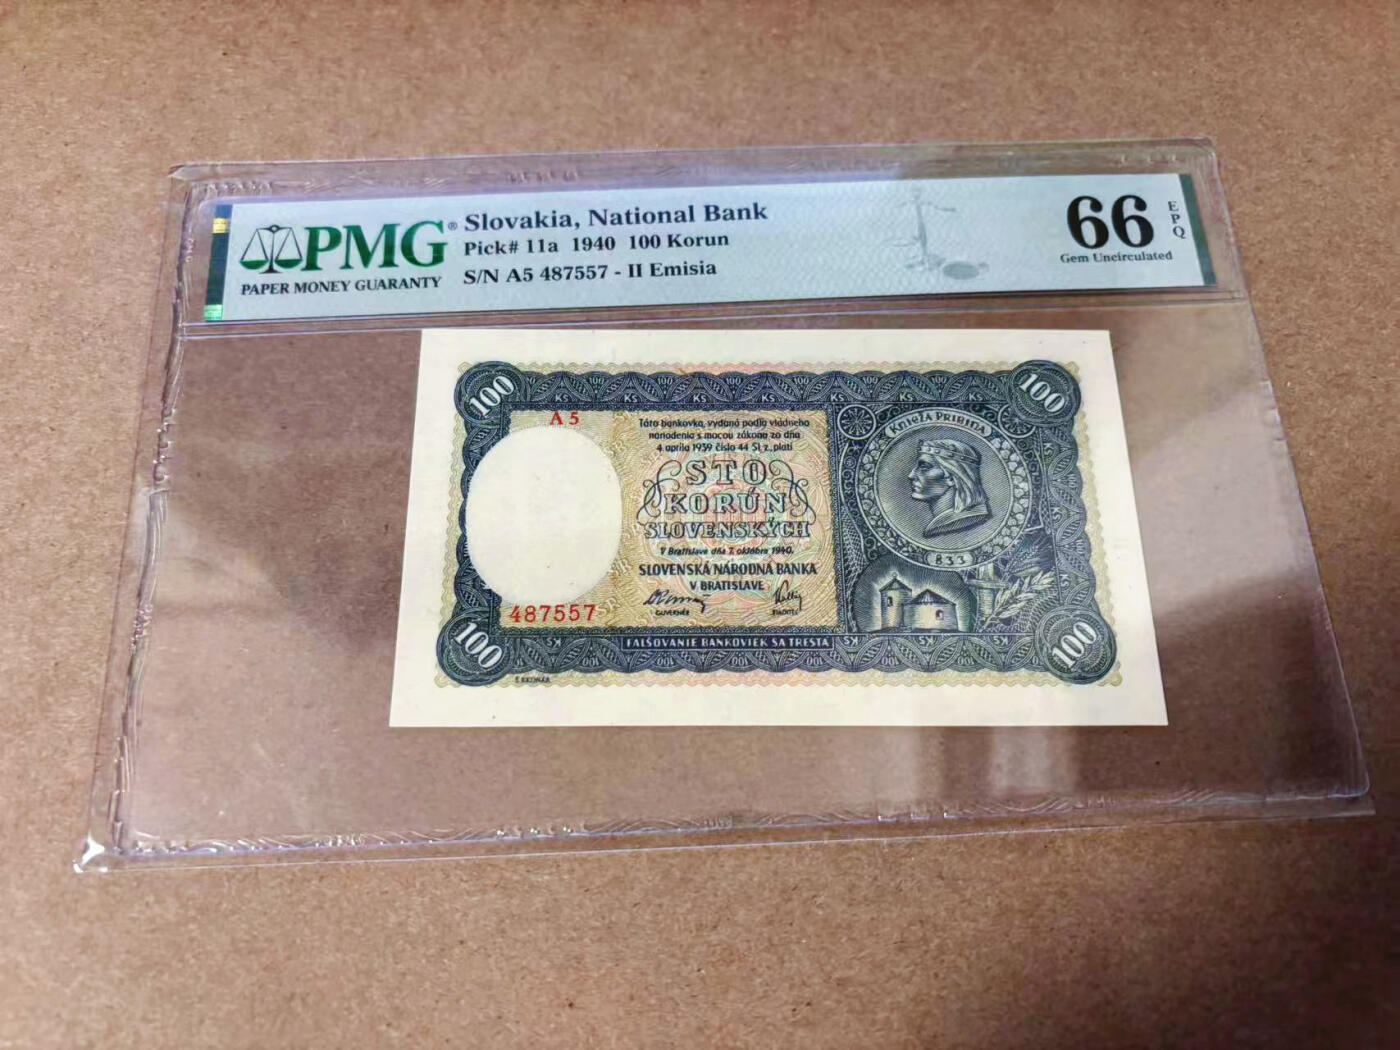 PMG®
PAPER MONEY GUARANTY
Slovakia, National Bank
Pick# 11a 1940 100 Korun
S/N A5 487557 - II Emisia
66
EPQ
Gem Uncirculated
100
100
A 5
Táto bankovka, vydaná podľa vládneho
nariadenia s mocou zákona zo dňa
4. apríla 1939 číslo 44 Sl. z., platí
STO
KORÚN
SLOVENSKÝCH
V Bratislave dňa 7. októbra 1940.
SLOVENSKÁ NÁRODNÁ BANKA
V BRATISLAVE
GUVERNÉR
RIADITEĽ
487557
KNIEŽA PRIBINA
833
100
FALŠOVANIE BANKOVIEK SA TRESTÁ
100